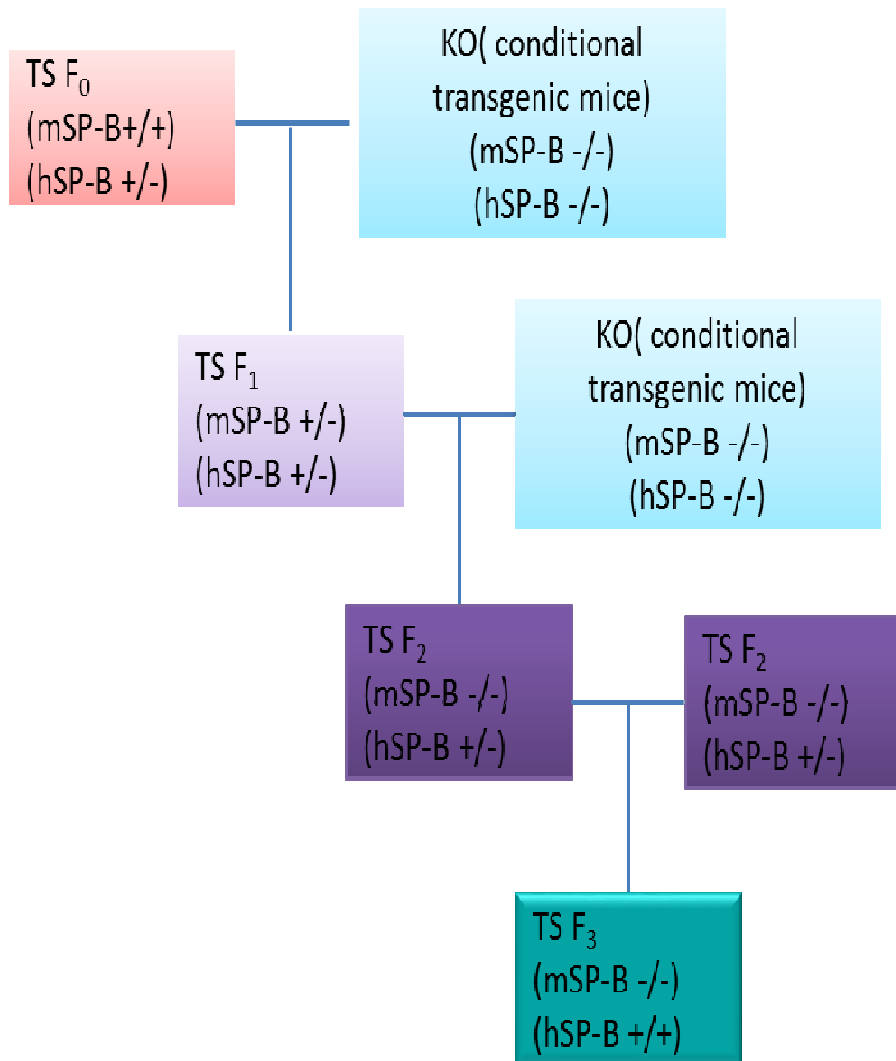 TS F₀
(mSP-B+/+)
(hSP-B +/-)
KO( conditional
transgenic mice)
(mSP-B -/-)
(hSP-B -/-)
TS F₁
(mSP-B +/-)
(hSP-B +/-)
KO( conditional
transgenic mice)
(mSP-B -/-)
(hSP-B -/-)
TS F₂
(mSP-B -/-)
(hSP-B +/-)
TS F₂
(mSP-B -/-)
(hSP-B +/-)
TS F₃
(mSP-B -/-)
(hSP-B +/+)